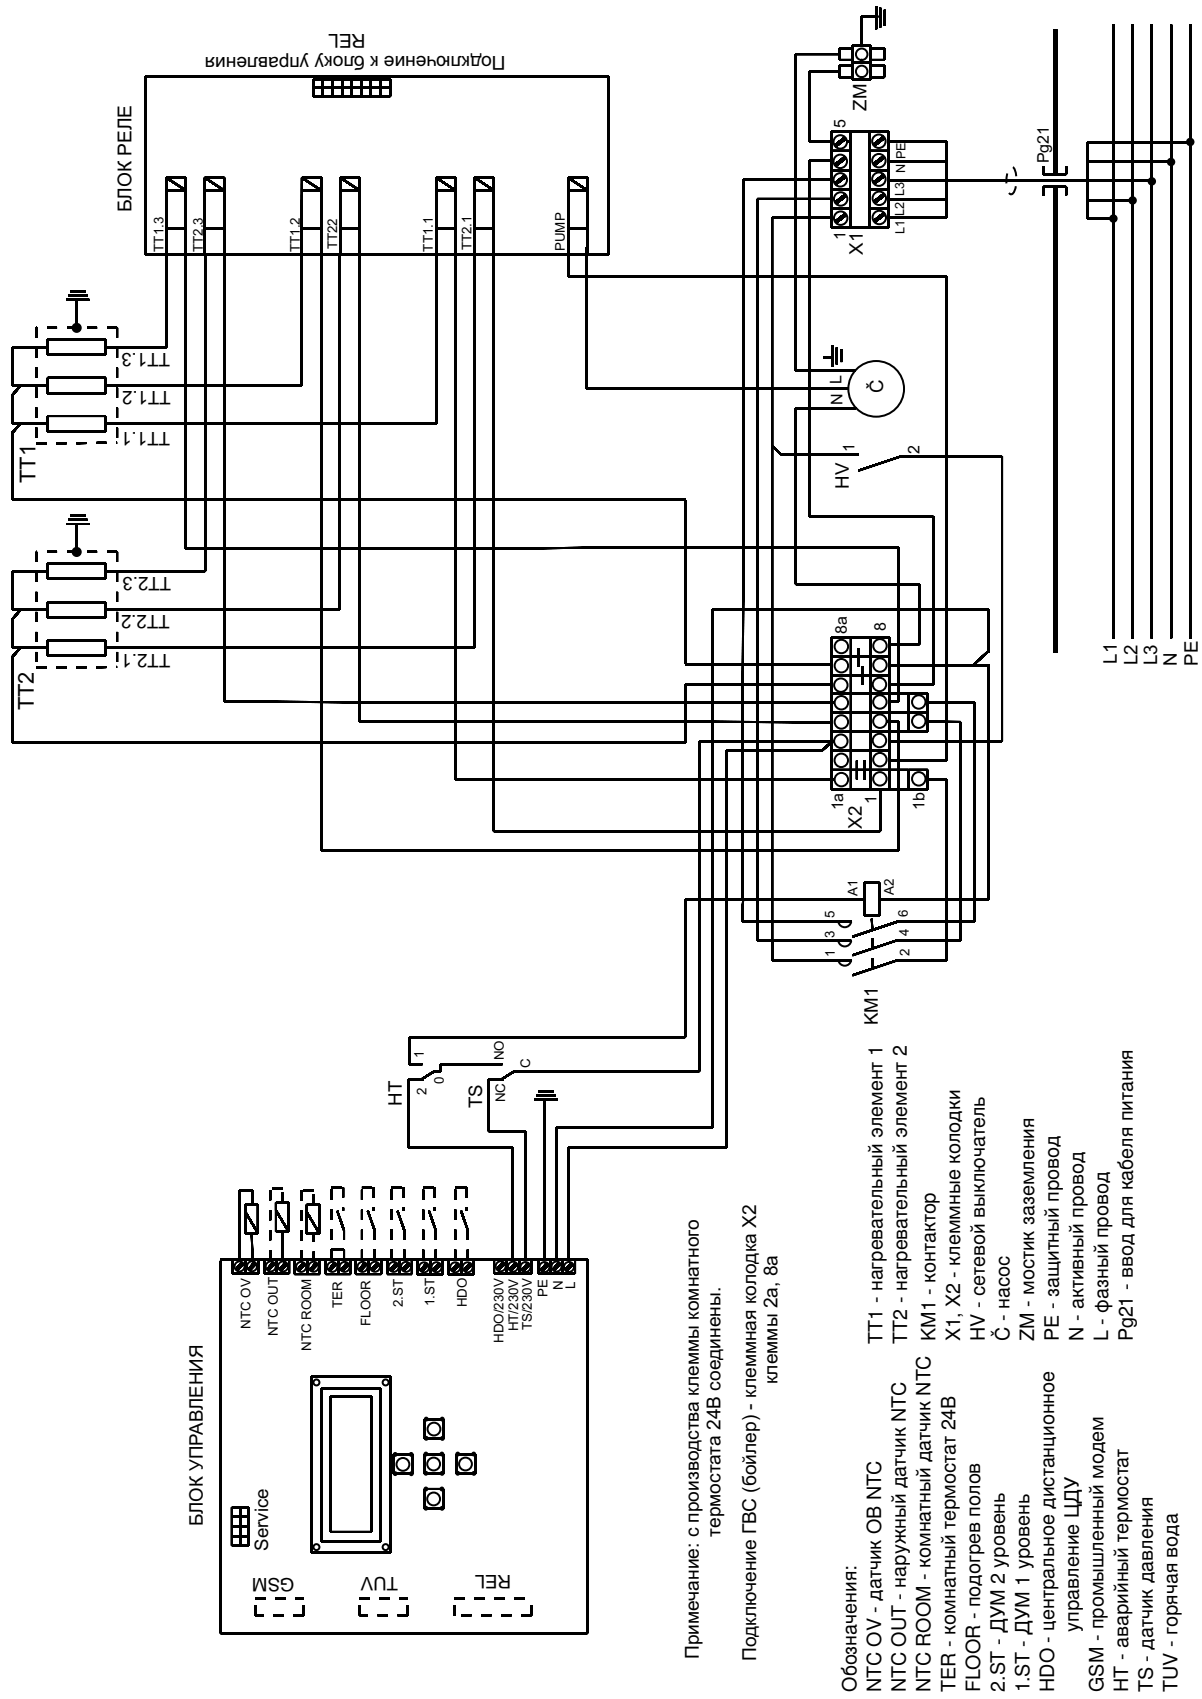 БЛОК УПРАВЛЕНИЯ
Service
GSM
TUV
REL
NTC OV
NTC OUT
NTC ROOM
TER
FLOOR
2.ST
1.ST
HDO
HDO/230V
HT/230V
TS/230V
PE
N
L
HT
2
1
0
TS
NC
NO
C
БЛОК РЕЛЕ
Подключение к блоку управления
REL
TT1.3
TT2.3
TT1.2
TT22
TT1.1
TT2.1
PUMP
TT1
TT1.3
TT1.2
TT1.1
TT2
TT2.3
TT2.2
TT2.1
KM1
1
3
5
A1
2
4
6
A2
X2
1a
8a
1
8
1b
HV
1
2
N
L
Č
X1
1
5
L1
L2
L3
N
PE
ZM
Pg21
L1
L2
L3
N
PE
Примечание: с производства клеммы комнатного
термостата 24В соединены.
Подключение ГВС (бойлер) - клеммная колодка X2
клеммы 2a, 8a
Обозначения:
NTC OV - датчик ОВ NTC
NTC OUT - наружный датчик NTC
NTC ROOM - комнатный датчик NTC
TER - комнатный термостат 24В
FLOOR - подогрев полов
2.ST - ДУМ 2 уровень
1.ST - ДУМ 1 уровень
HDO - центральное дистанционное
управление ЦДУ
GSM - промышленный модем
HT - аварийный термостат
TS - датчик давления
TUV - горячая вода
TT1 - нагревательный элемент 1
TT2 - нагревательный элемент 2
KM1 - контактор
X1, X2 - клеммные колодки
HV - сетевой выключатель
Č - насос
ZM - мостик заземления
PE - защитный провод
N - активный провод
L - фазный провод
Pg21 - ввод для кабеля питания